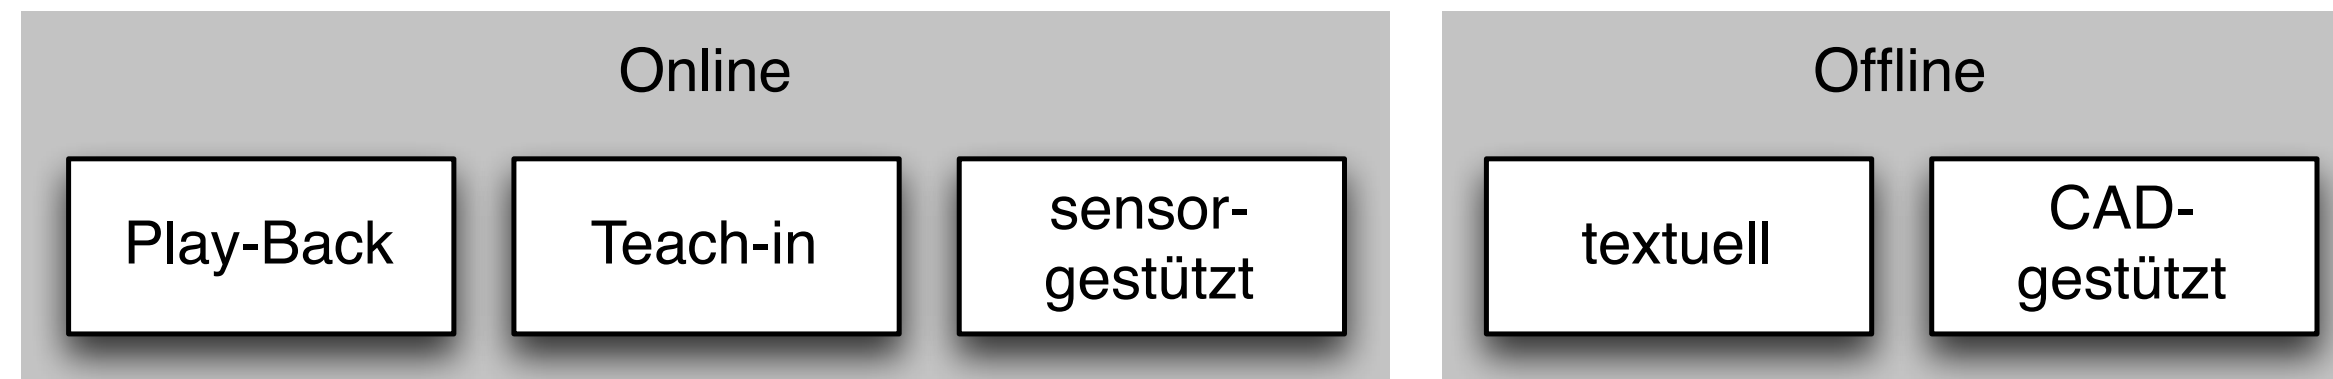 Online
Play-Back
Teach-in
sensor-
gestützt
Offline
textuell
CAD-
gestützt